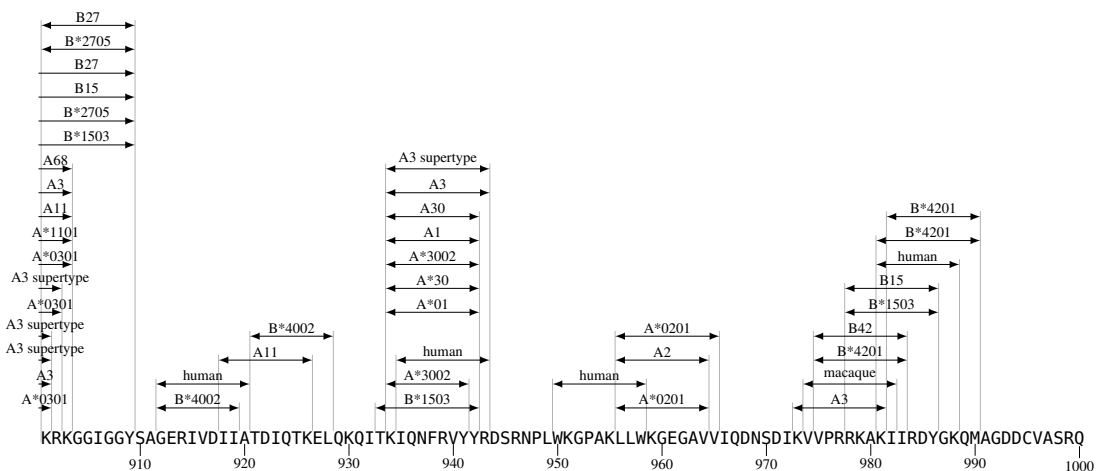 B27
B*2705
B27
B15
B*2705
B*1503
A68
A3 supertype
A3
A3
A11
A30
B*4201
A*1101
A1
B*4201
A*0301
A*3002
human
A3 supertype
A*30
B15
A*0301
A*01
B*1503
A3 supertype
B*4002
A*0201
B42
A3 supertype
A11
human
A2
B*4201
A3
human
A*3002
human
macaque
A*0301
B*4002
B*1503
A*0201
A3
KRKGGIGGYSAGERIVDIIATDIQTKELQKQITKIQNFRVYYRDSRNPLWKGPAKLLWKGEGAVVIQDNSDIKVVPRRKAKIIRDYGKQMAGDDCVASRQ
910 920 930 940 950 960 970 980 990 1000